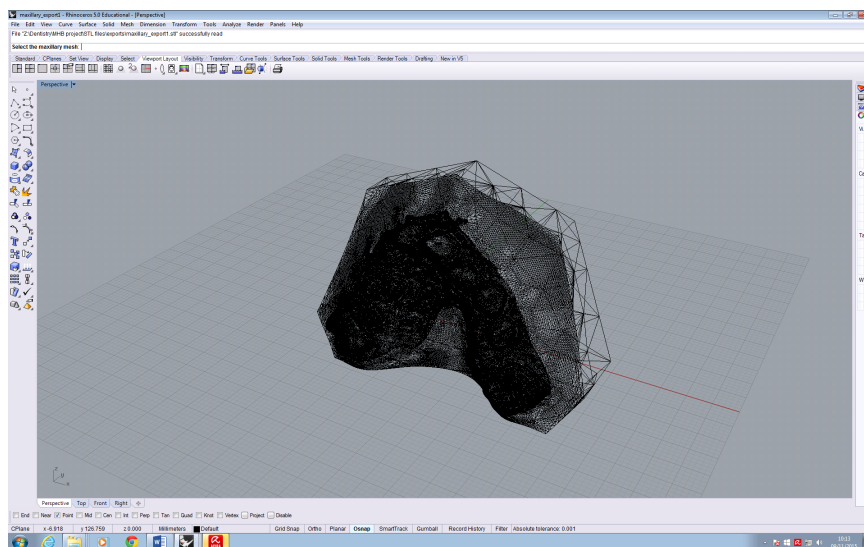 maxillary_esport1 - Rhinoceros 5.0 Educational - [Perspective]
File Edit View Curve Surface Solid Mesh Dimension Transform Tools Analyze Render Panels Help
File "Z:\Dentistry\MHB project\STL files\exports\maxillary_export1.stl" successfully read
Select the maxillary mesh:
Standard CPlanes Set View Display Select Viewport Layout Visibility Transform Curve Tools Surface Tools Solid Tools Mesh Tools Render Tools Drafting New in V5
Perspective
z
y
x
Perspective Top Front Right
End Near Point Mid Cen Int Perp Tan Quad Knot Vertex Project Disable
CPlane x -6.918 y 126.759 z 0.000 Millimeters Default Grid Snap Ortho Planar Osnap SmartTrack Gumball Record History Filter Absolute tolerance: 0.001
10:13